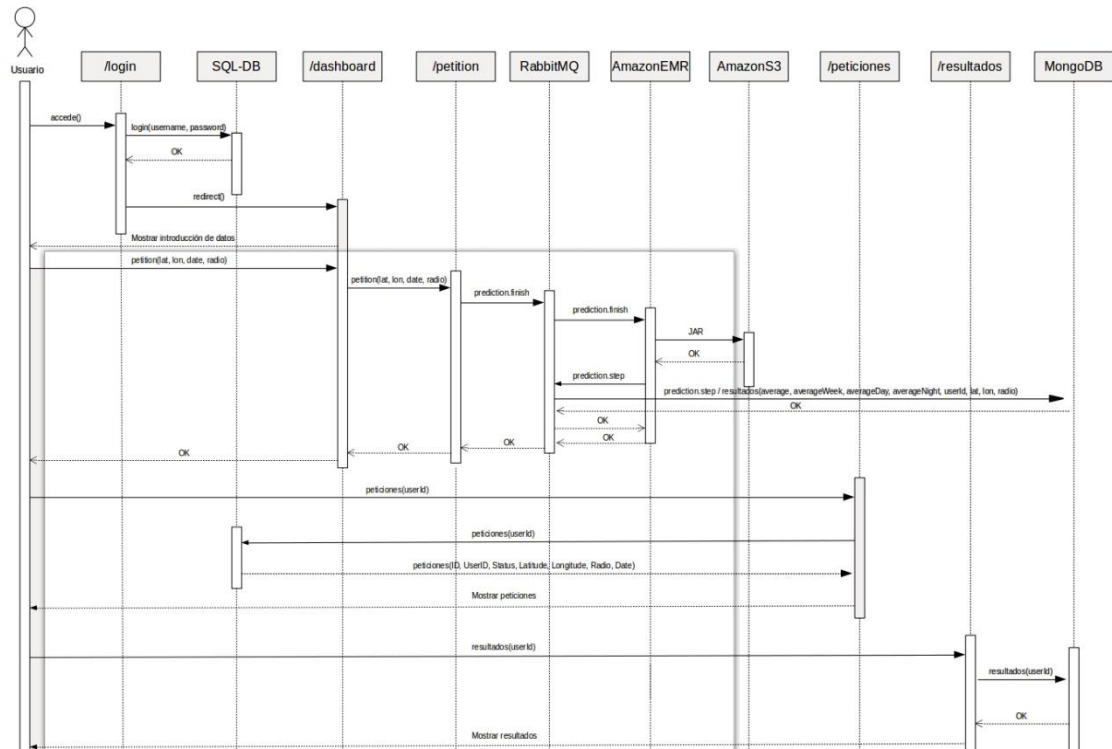 Usuario
/login
SQL-DB
/dashboard
/petition
RabbitMQ
AmazonEMR
AmazonS3
/peticiones
/resultados
MongoDB
accede()
login(username, password)
OK
redirect()
Mostrar introducción de datos
petition(lat, lon, date, radio)
petition(lat, lon, date, radio)
prediction.finish
prediction.finish
JAR
OK
prediction.step
prediction.step / resultados(average, averageWeek, averageDay, averageNight, userId, lat, lon, radio)
OK
OK
OK
OK
OK
OK
peticiones(userId)
peticiones(userId)
peticiones(ID, UserID, Status, Latitude, Longitude, Radio, Date)
Mostrar peticiones
resultados(userId)
resultados(userId)
OK
Mostrar resultados